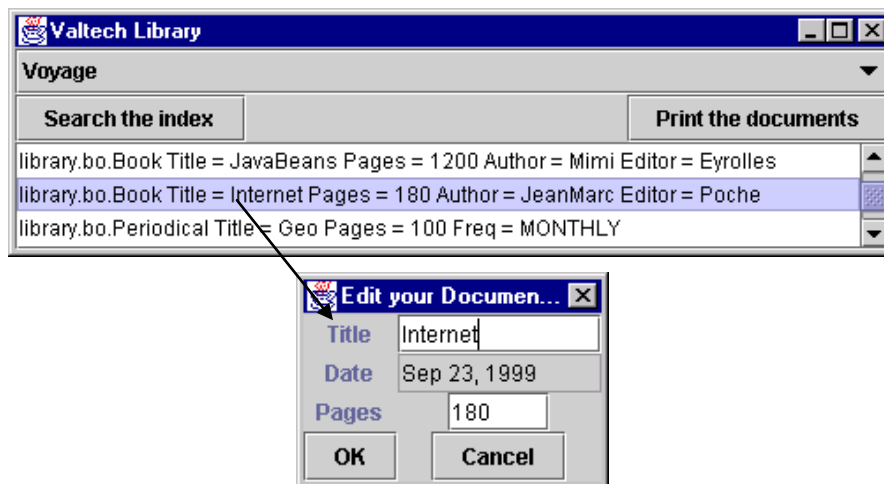 Valtech Library
Voyage
Search the index Print the documents
library.bo.Book Title = JavaBeans Pages = 1200 Author = Mimi Editor = Eyrolles
library.bo.Book Title = Internet Pages = 180 Author = JeanMarc Editor = Poche
library.bo.Periodical Title = Geo Pages = 100 Freq = MONTHLY
Edit your Documen...
Title Internet
Date Sep 23, 1999
Pages 180
OK Cancel